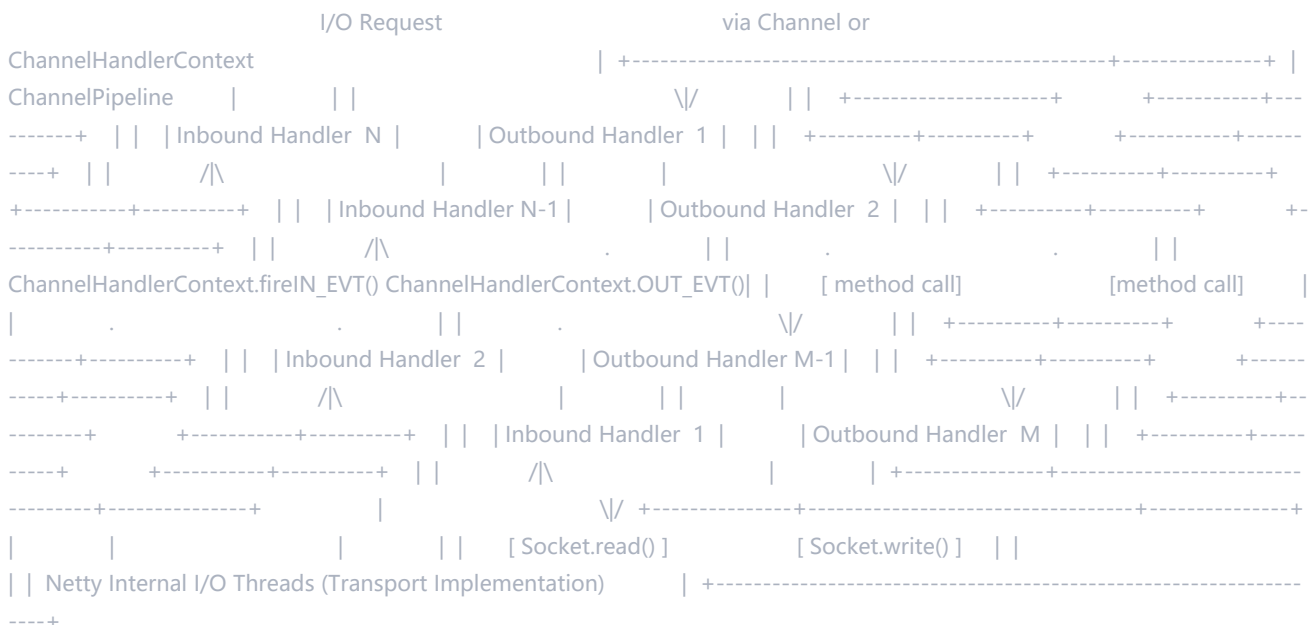 I/O Request via Channel or
ChannelHandlerContext | +---------------------------------------------------+---------------+ |
ChannelPipeline | | | \|/ | | +---------------------+ +-----------+---
-------+ | | | Inbound Handler N | | Outbound Handler 1 | | | +----------+----------+ +-----------+------
----+ | | /|\ | | | | \|/ | | +----------+----------+
+-----------+----------+ | | | Inbound Handler N-1 | | Outbound Handler 2 | | | +----------+----------+ +-
----------+----------+ | | /|\ . | | . . | |
ChannelHandlerContext.fireIN_EVT() ChannelHandlerContext.OUT_EVT()| | [ method call] [method call] |
| . . | | . \|/ | | +----------+----------+ +----
-------+----------+ | | | Inbound Handler 2 | | Outbound Handler M-1 | | | +----------+----------+ +------
-----+----------+ | | /|\ | | | | \|/ | | +----------+--
--------+ +-----------+----------+ | | | Inbound Handler 1 | | Outbound Handler M | | | +----------+-----
-----+ +-----------+----------+ | | /|\ | | +---------------+--------------------------
---------+---------------+ | \|/ +---------------+-----------------------------------+---------------+
| | | | | [ Socket.read() ] [ Socket.write() ] | |
| | Netty Internal I/O Threads (Transport Implementation) | +---------------------------------------------------------------
----+